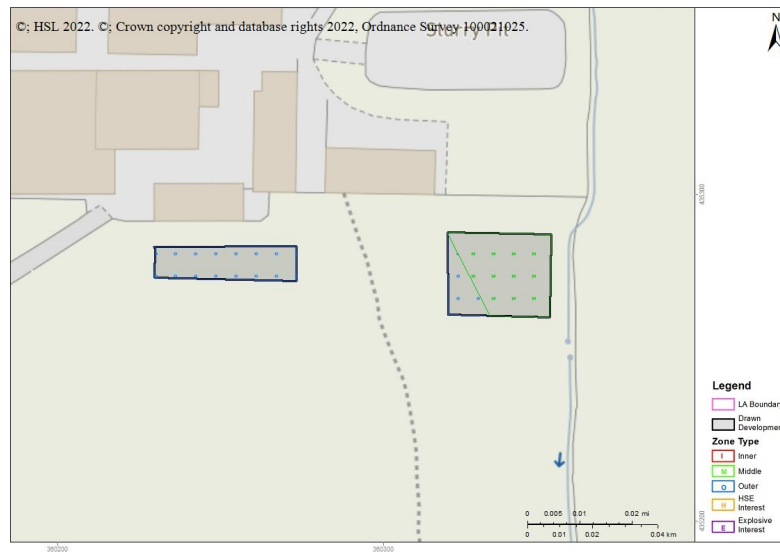 ©; HSL 2022. ©; Crown copyright and database rights 2022, Ordnance Survey 100021025.
Slurry Pit
N
435300
Legend
LA Boundar
Drawn
Developmen
Zone Type
I Inner
M Middle
O Outer
H HSE
Interest
E Explosive
Interest
0 0.005 0.01 0.02 mi
0 0.01 0.02 0.04 km
435200
360200
360300